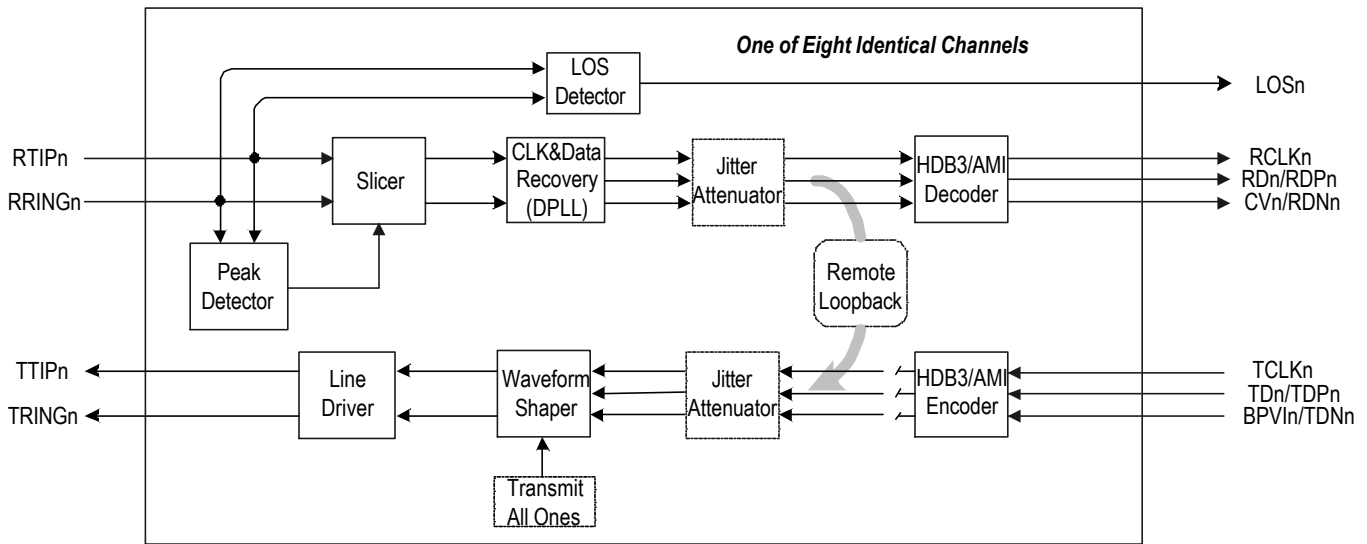 One of Eight Identical Channels
LOS
Detector
LOSn
RTIPn
RRINGn
Slicer
CLK&Data
Recovery
(DPLL)
Jitter
Attenuator
HDB3/AMI
Decoder
RCLKn
RDn/RDPn
CVn/RDNn
Peak
Detector
Remote
Loopback
TTIPn
TRINGn
Line
Driver
Waveform
Shaper
Jitter
Attenuator
HDB3/AMI
Encoder
TCLKn
TDn/TDPn
BPVIn/TDNn
Transmit
All Ones